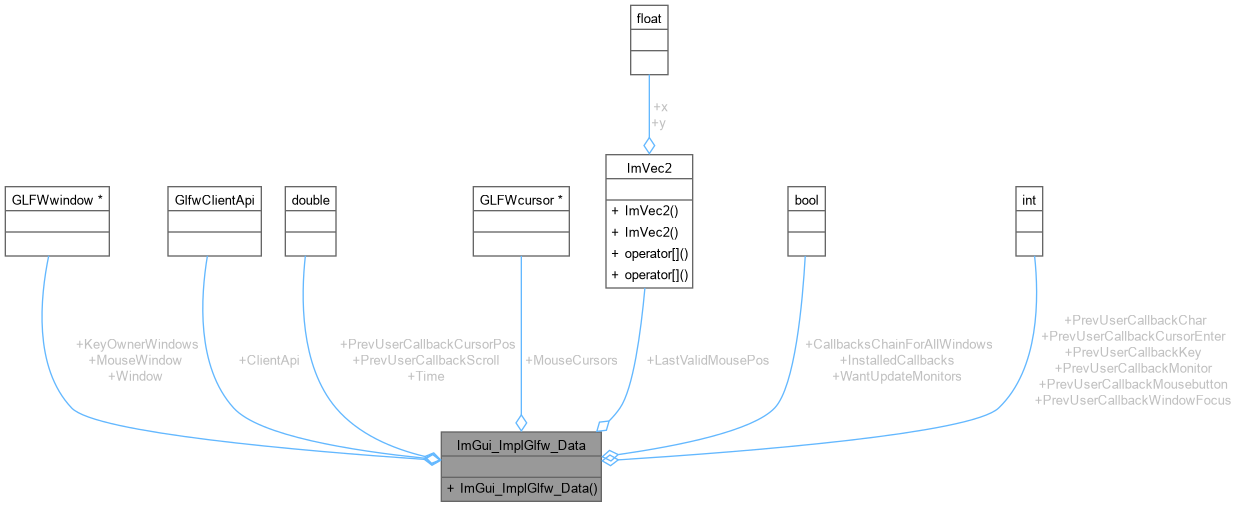 float
+x
+y
ImVec2
+ ImVec2()
+ ImVec2()
+ operator[]()
+ operator[]()
GLFWwindow *
GlfwClientApi
double
GLFWcursor *
bool
int
+KeyOwnerWindows
+MouseWindow
+Window
+ClientApi
+PrevUserCallbackCursorPos
+PrevUserCallbackScroll
+Time
+MouseCursors
+LastValidMousePos
+CallbacksChainForAllWindows
+InstalledCallbacks
+WantUpdateMonitors
+PrevUserCallbackChar
+PrevUserCallbackCursorEnter
+PrevUserCallbackKey
+PrevUserCallbackMonitor
+PrevUserCallbackMousebutton
+PrevUserCallbackWindowFocus
ImGui_ImplGlfw_Data
+ ImGui_ImplGlfw_Data()